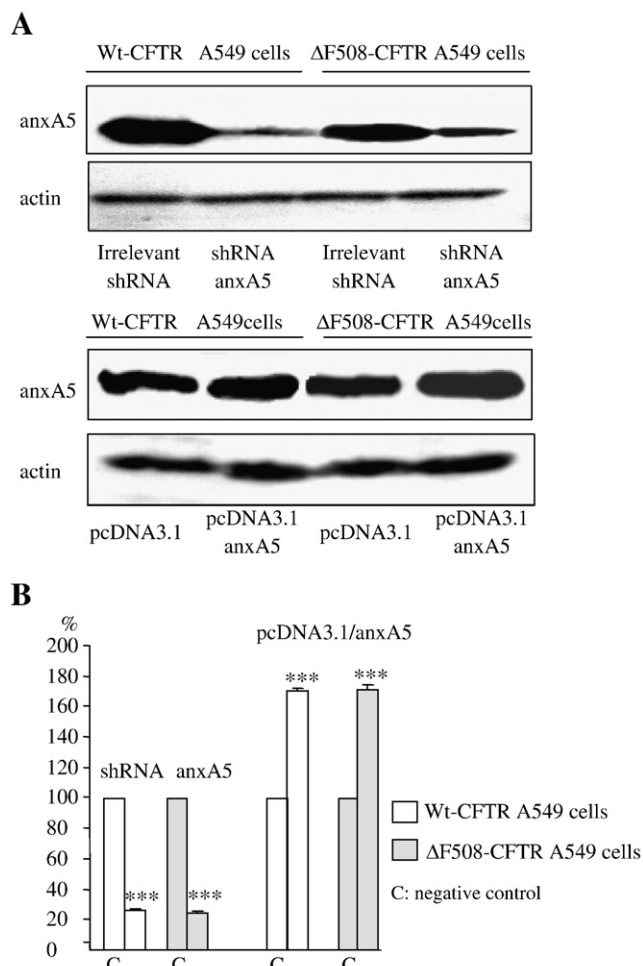 A
Wt-CFTR A549 cells ΔF508-CFTR A549 cells
anxA5
actin
Irrelevant shRNA Irrelevant shRNA
shRNA anxA5 shRNA anxA5
Wt-CFTR A549cells ΔF508-CFTR A549cells
anxA5
actin
pcDNA3.1 pcDNA3.1 pcDNA3.1 pcDNA3.1
anxA5 anxA5
B
%
pcDNA3.1/anxA5
200
180
*** ***
160
140
120
shRNA anxA5
100
80
Wt-CFTR A549 cells
60
ΔF508-CFTR A549 cells
40
*** ***
C: negative control
20
0
C C C C